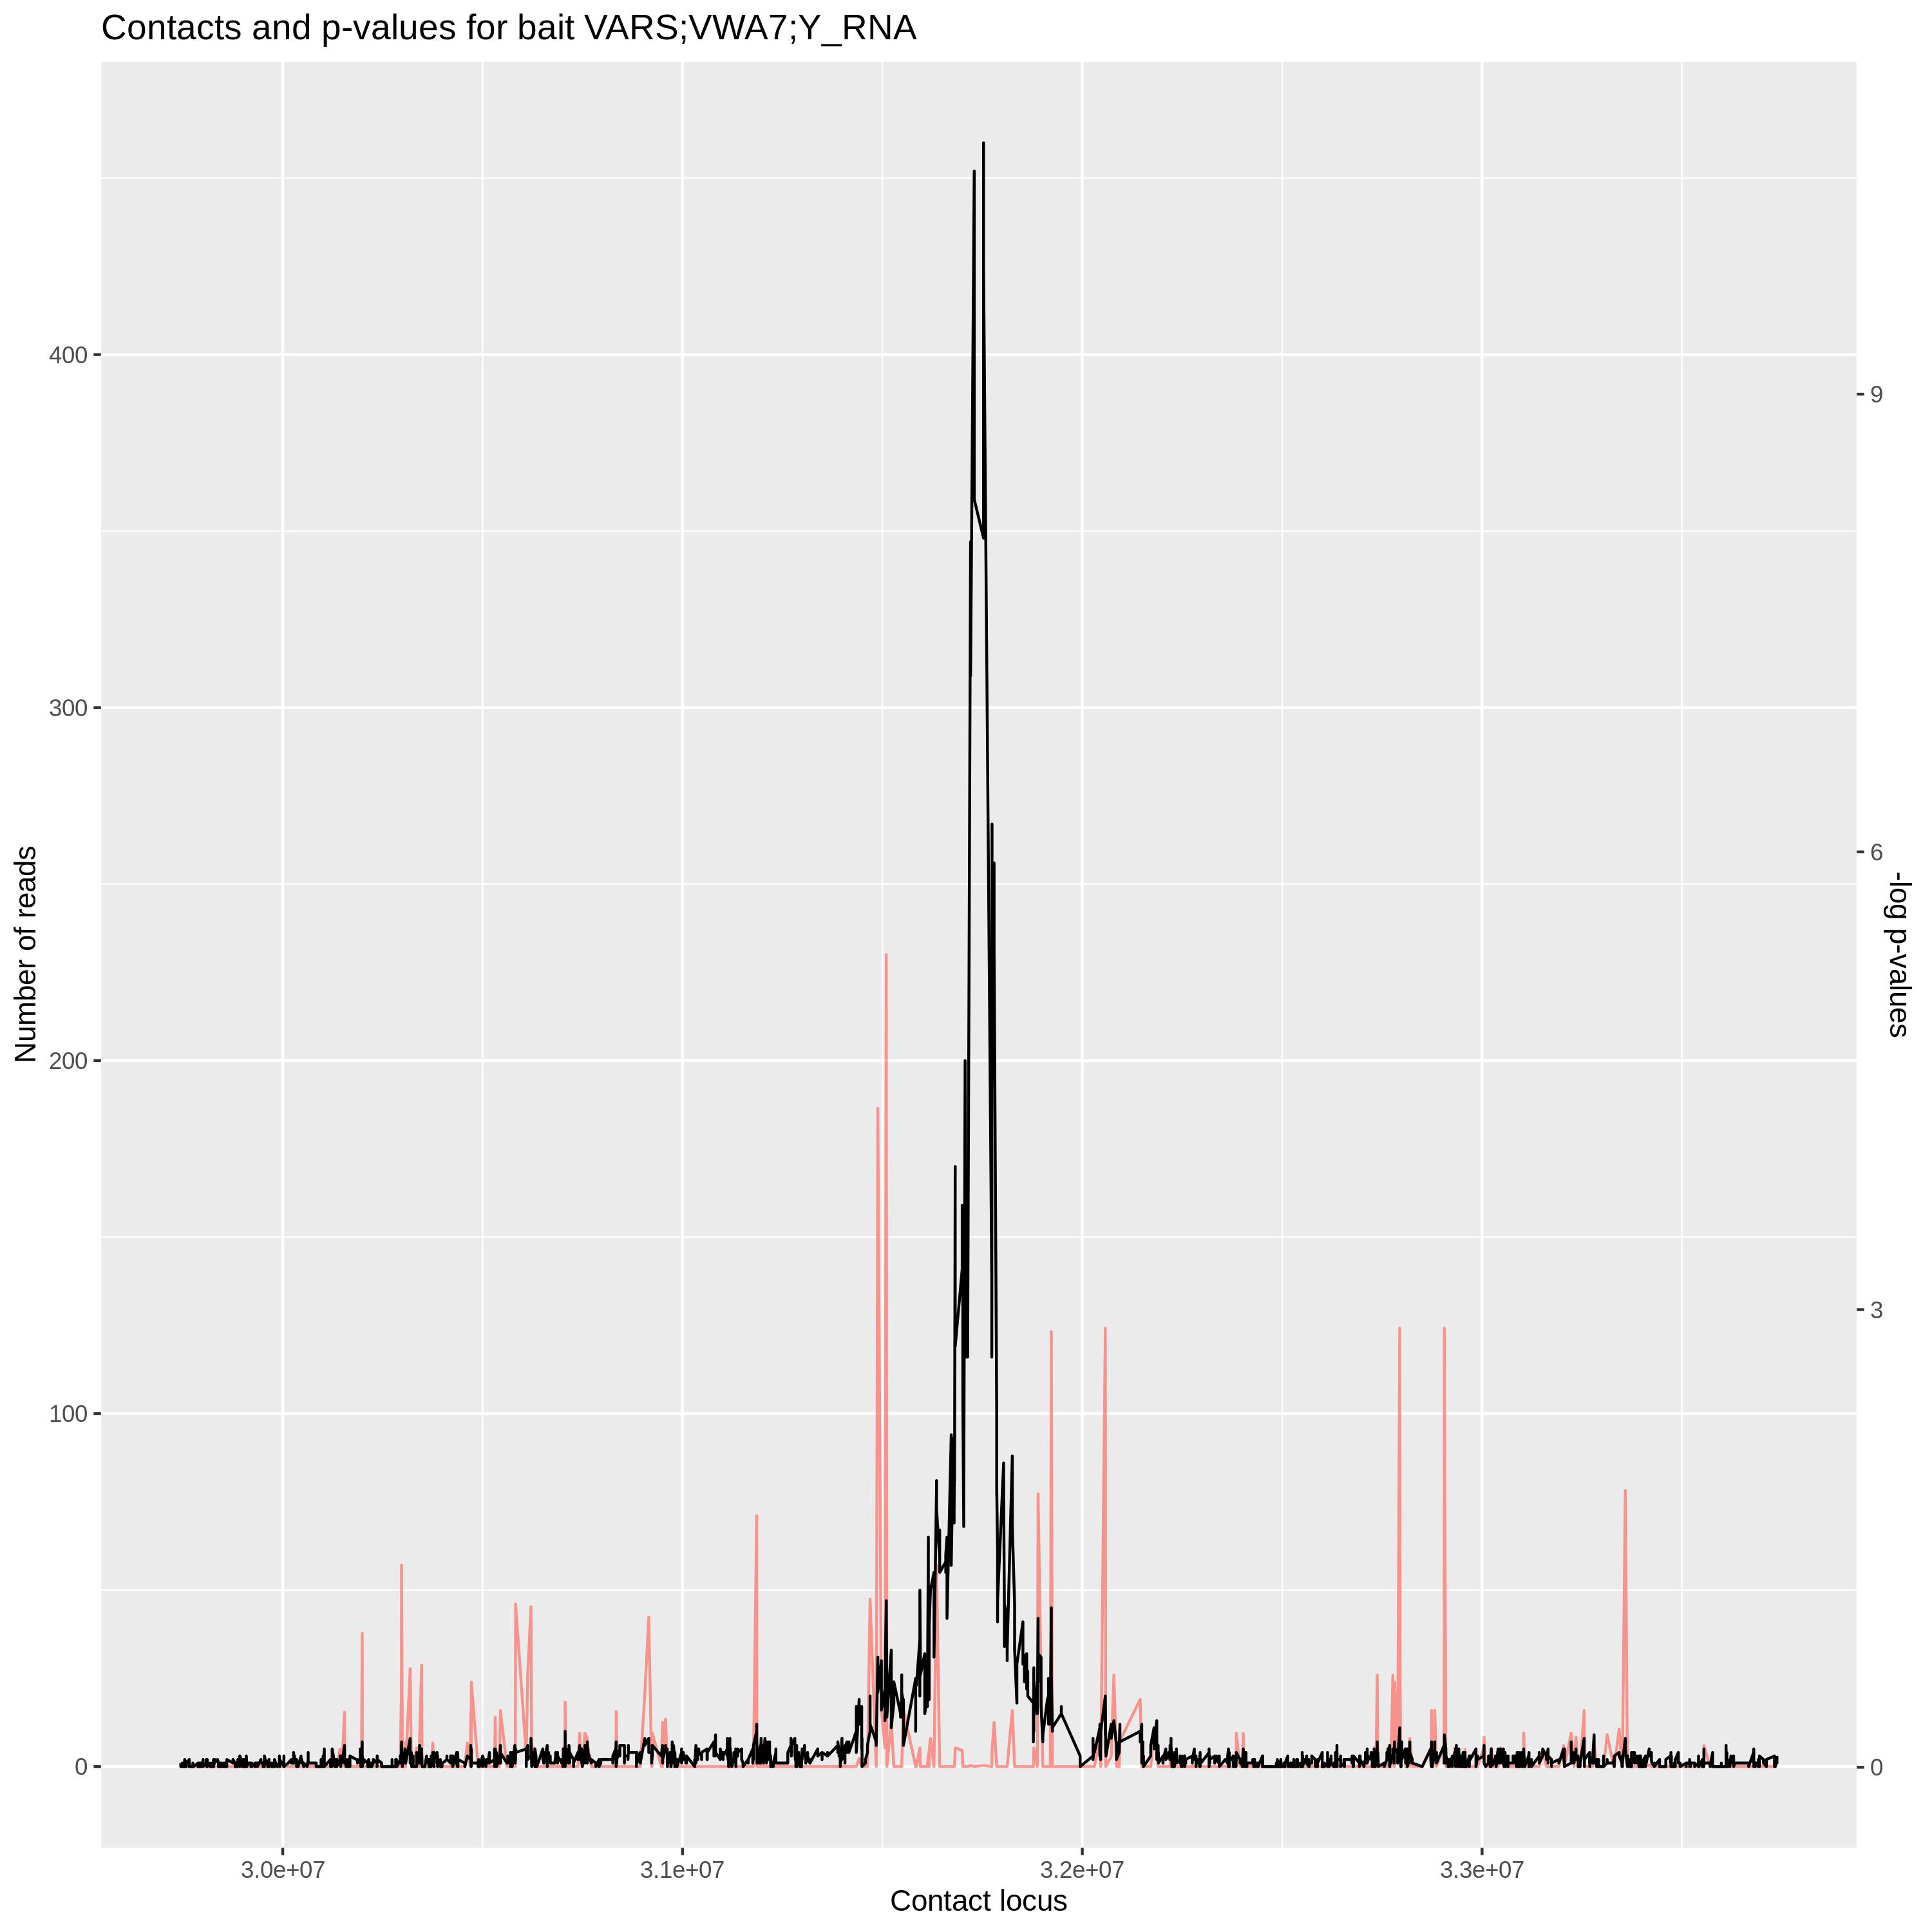 Contacts and p-values for bait VARS;VWA7;Y_RNA
Number of reads
400
300
200
100
0
9
6
3
0
-log p-values
3.0e+07 3.1e+07 3.2e+07 3.3e+07
Contact locus